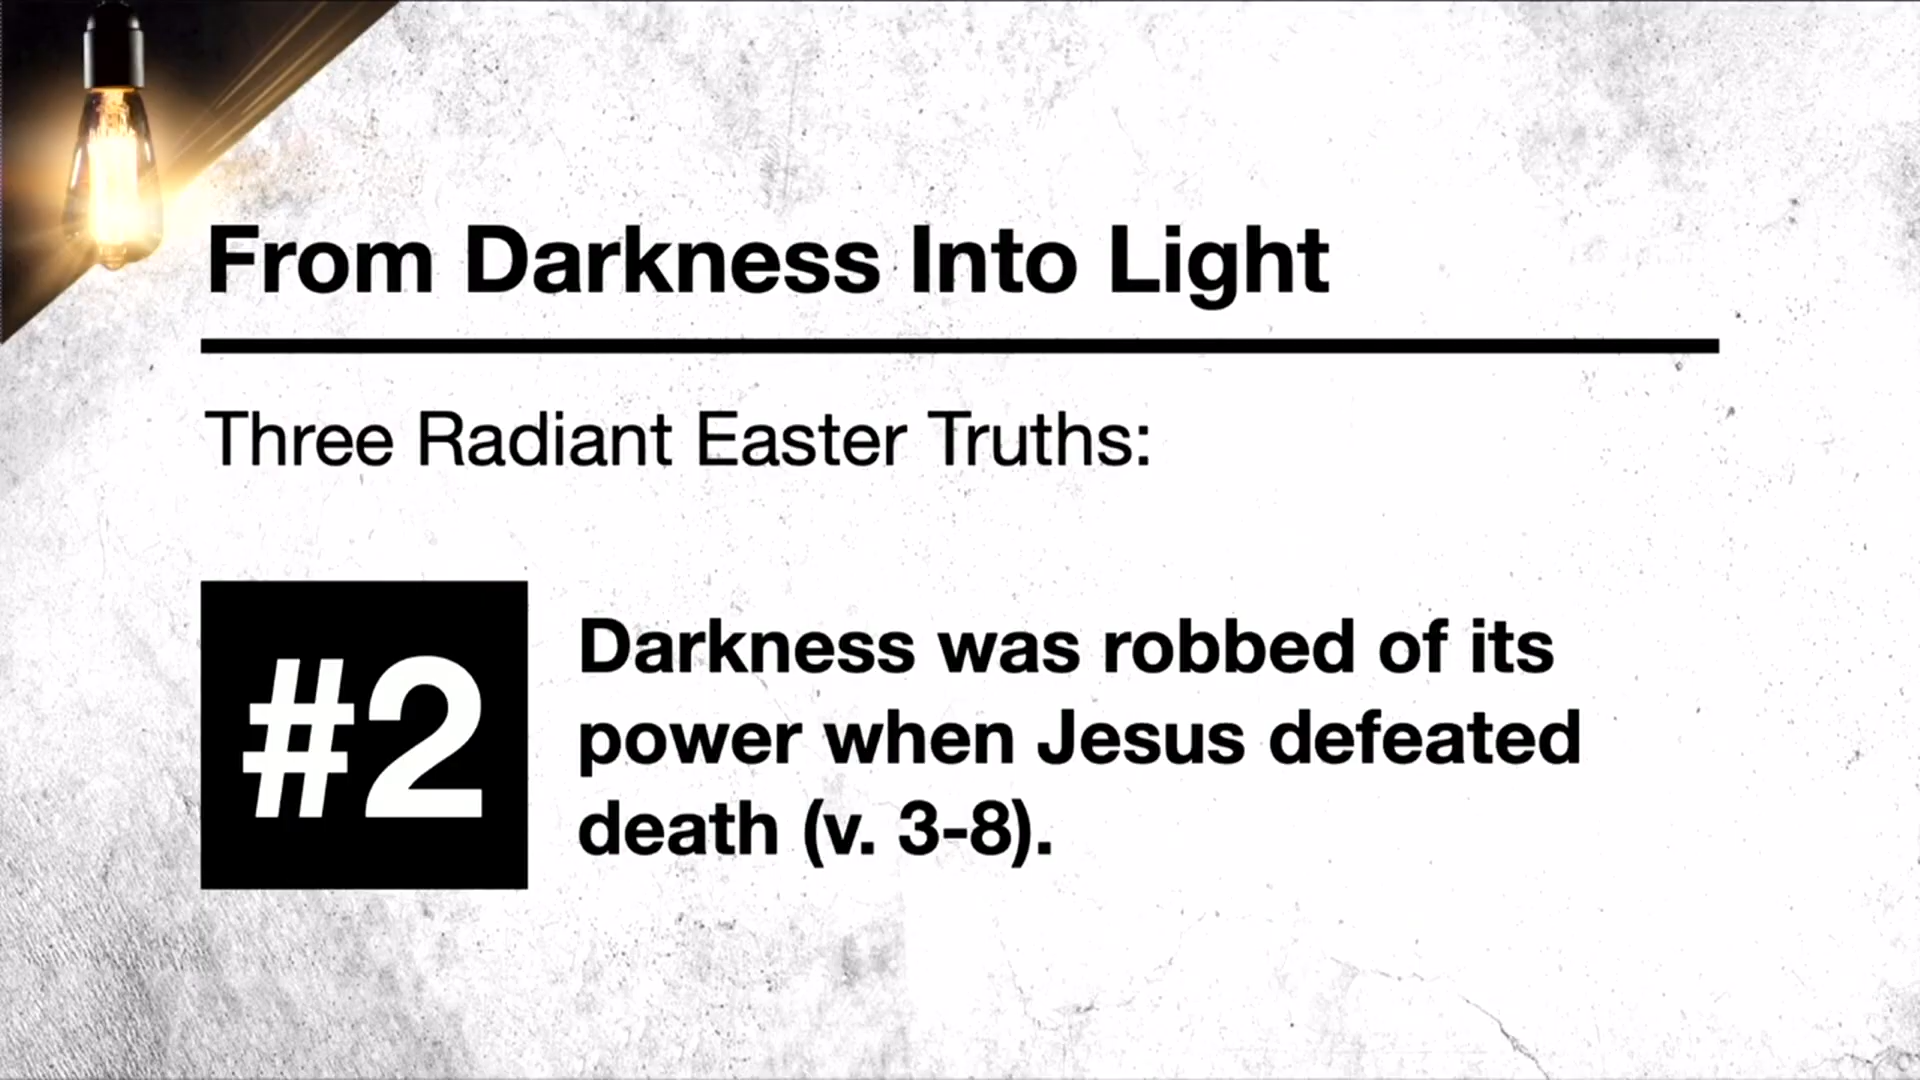 From Darkness Into Light
Three Radiant Easter Truths:
#2
Darkness was robbed of its
power when Jesus defeated
death (v. 3-8).